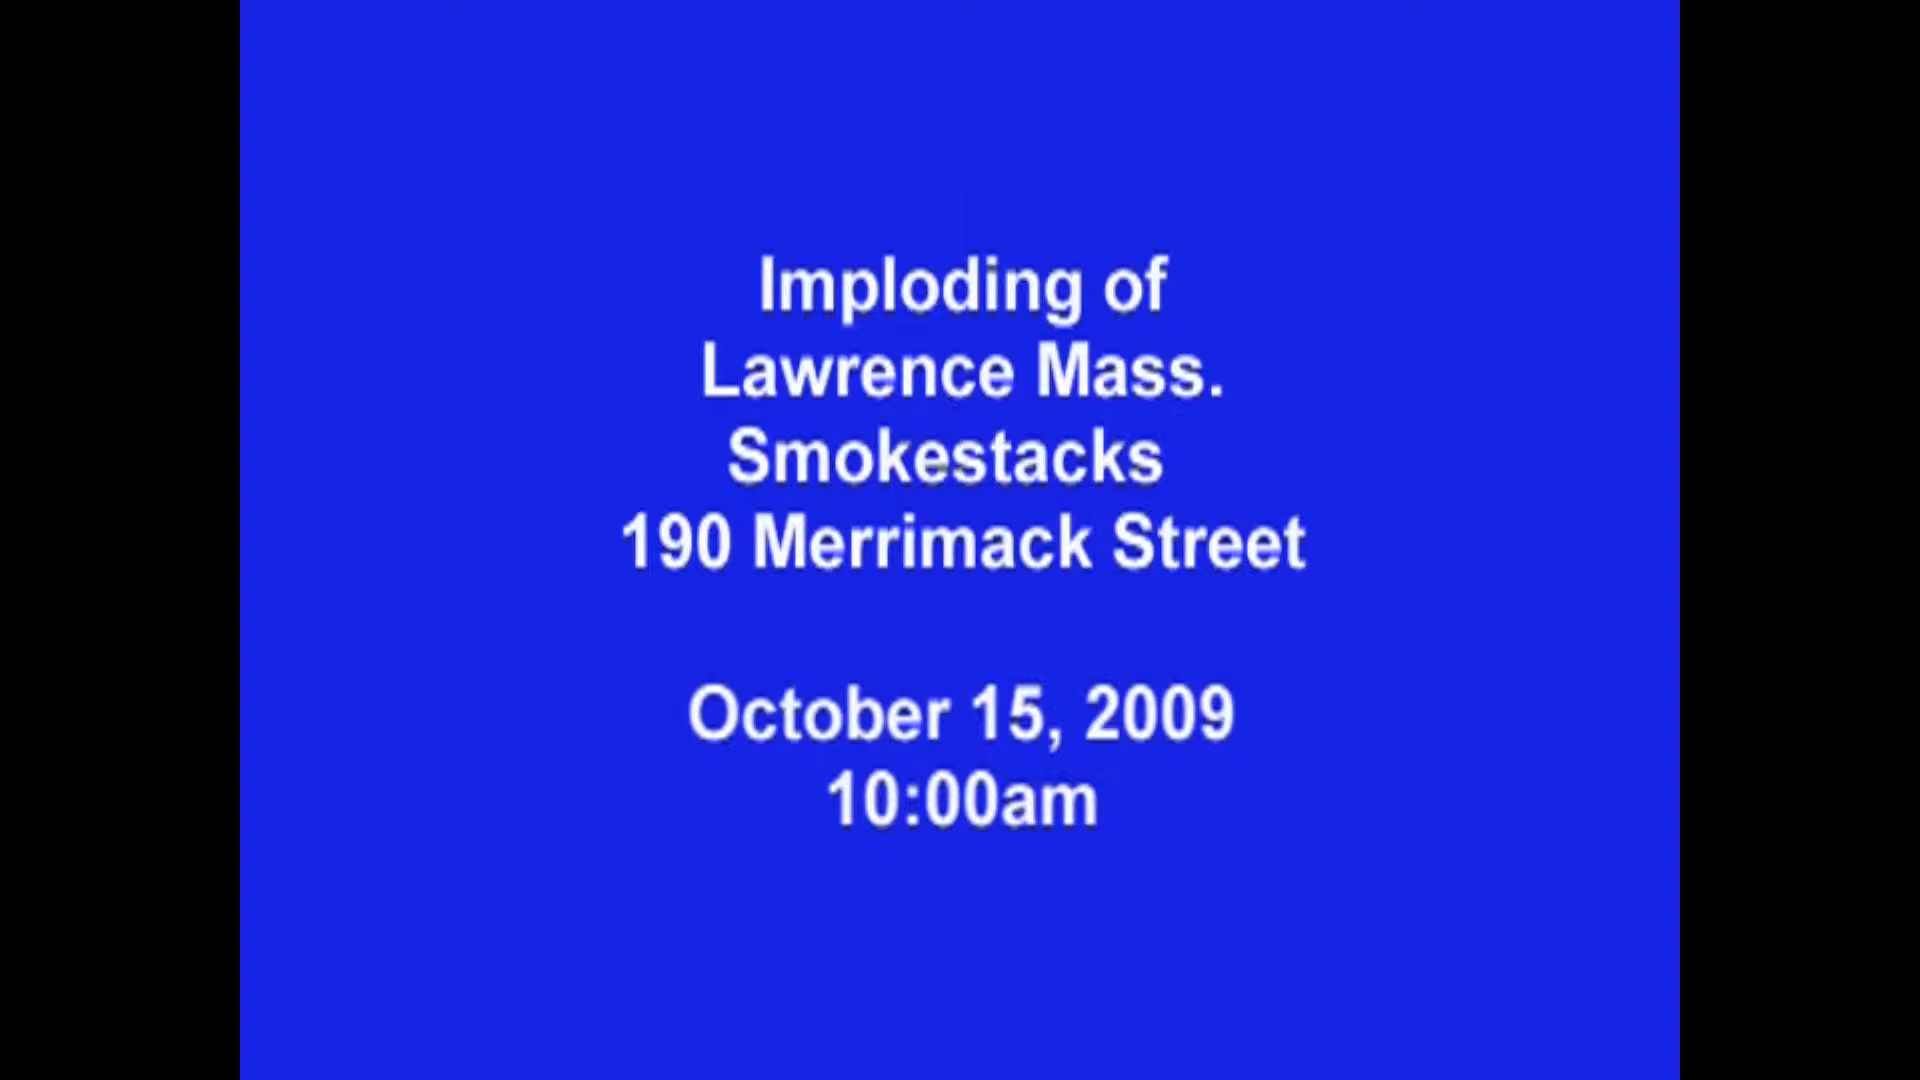 Imploding of
Lawrence Mass.
Smokestacks
190 Merrimack Street
October 15, 2009
10:00am